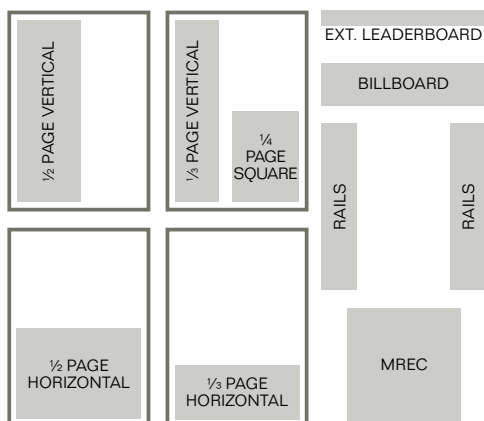 ½ PAGE VERTICAL
⅓ PAGE VERTICAL
¼
PAGE
SQUARE
EXT. LEADERBOARD
BILLBOARD
RAILS
RAILS
½ PAGE
HORIZONTAL
⅓ PAGE
HORIZONTAL
MREC